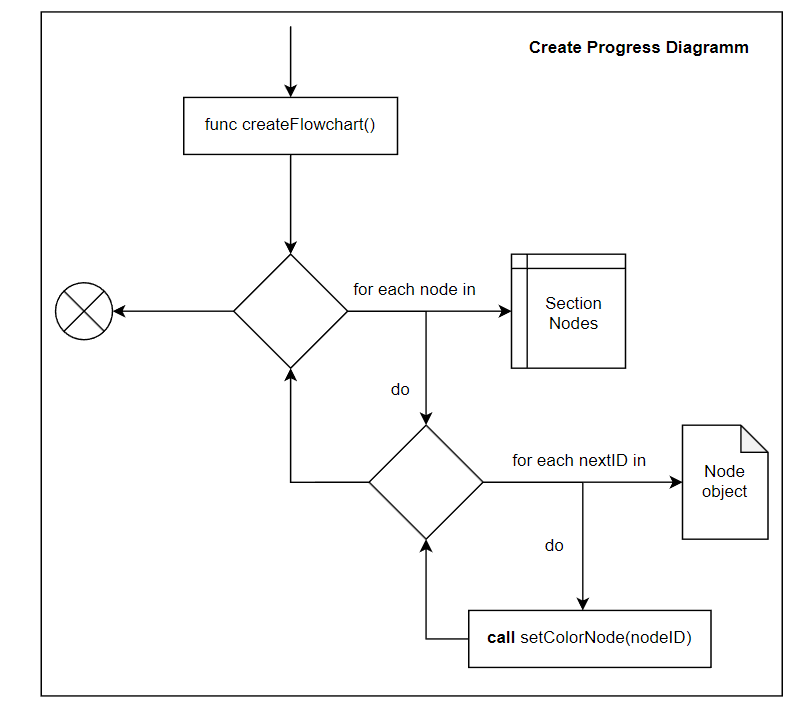 Create Progress Diagramm
func createFlowchart()
for each node in
Section
Nodes
do
for each nextID in
Node
object
do
call setColorNode(nodeID)